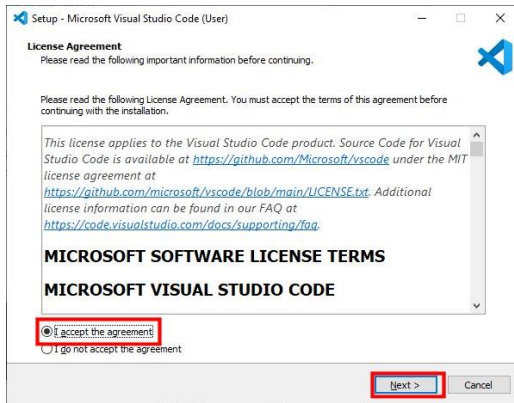 Setup - Microsoft Visual Studio Code (User)
License Agreement
Please read the following important information before continuing.
Please read the following License Agreement. You must accept the terms of this agreement before
continuing with the installation.
This license applies to the Visual Studio Code product. Source Code for Visual
Studio Code is available at https://github.com/Microsoft/vscode under the MIT
license agreement at
https://github.com/microsoft/vscode/blob/main/LICENSE.txt. Additional
license information can be found in our FAQ at
https://code.visualstudio.com/docs/supporting/faq.
MICROSOFT SOFTWARE LICENSE TERMS
MICROSOFT VISUAL STUDIO CODE
I accept the agreement
I do not accept the agreement
Next >
Cancel